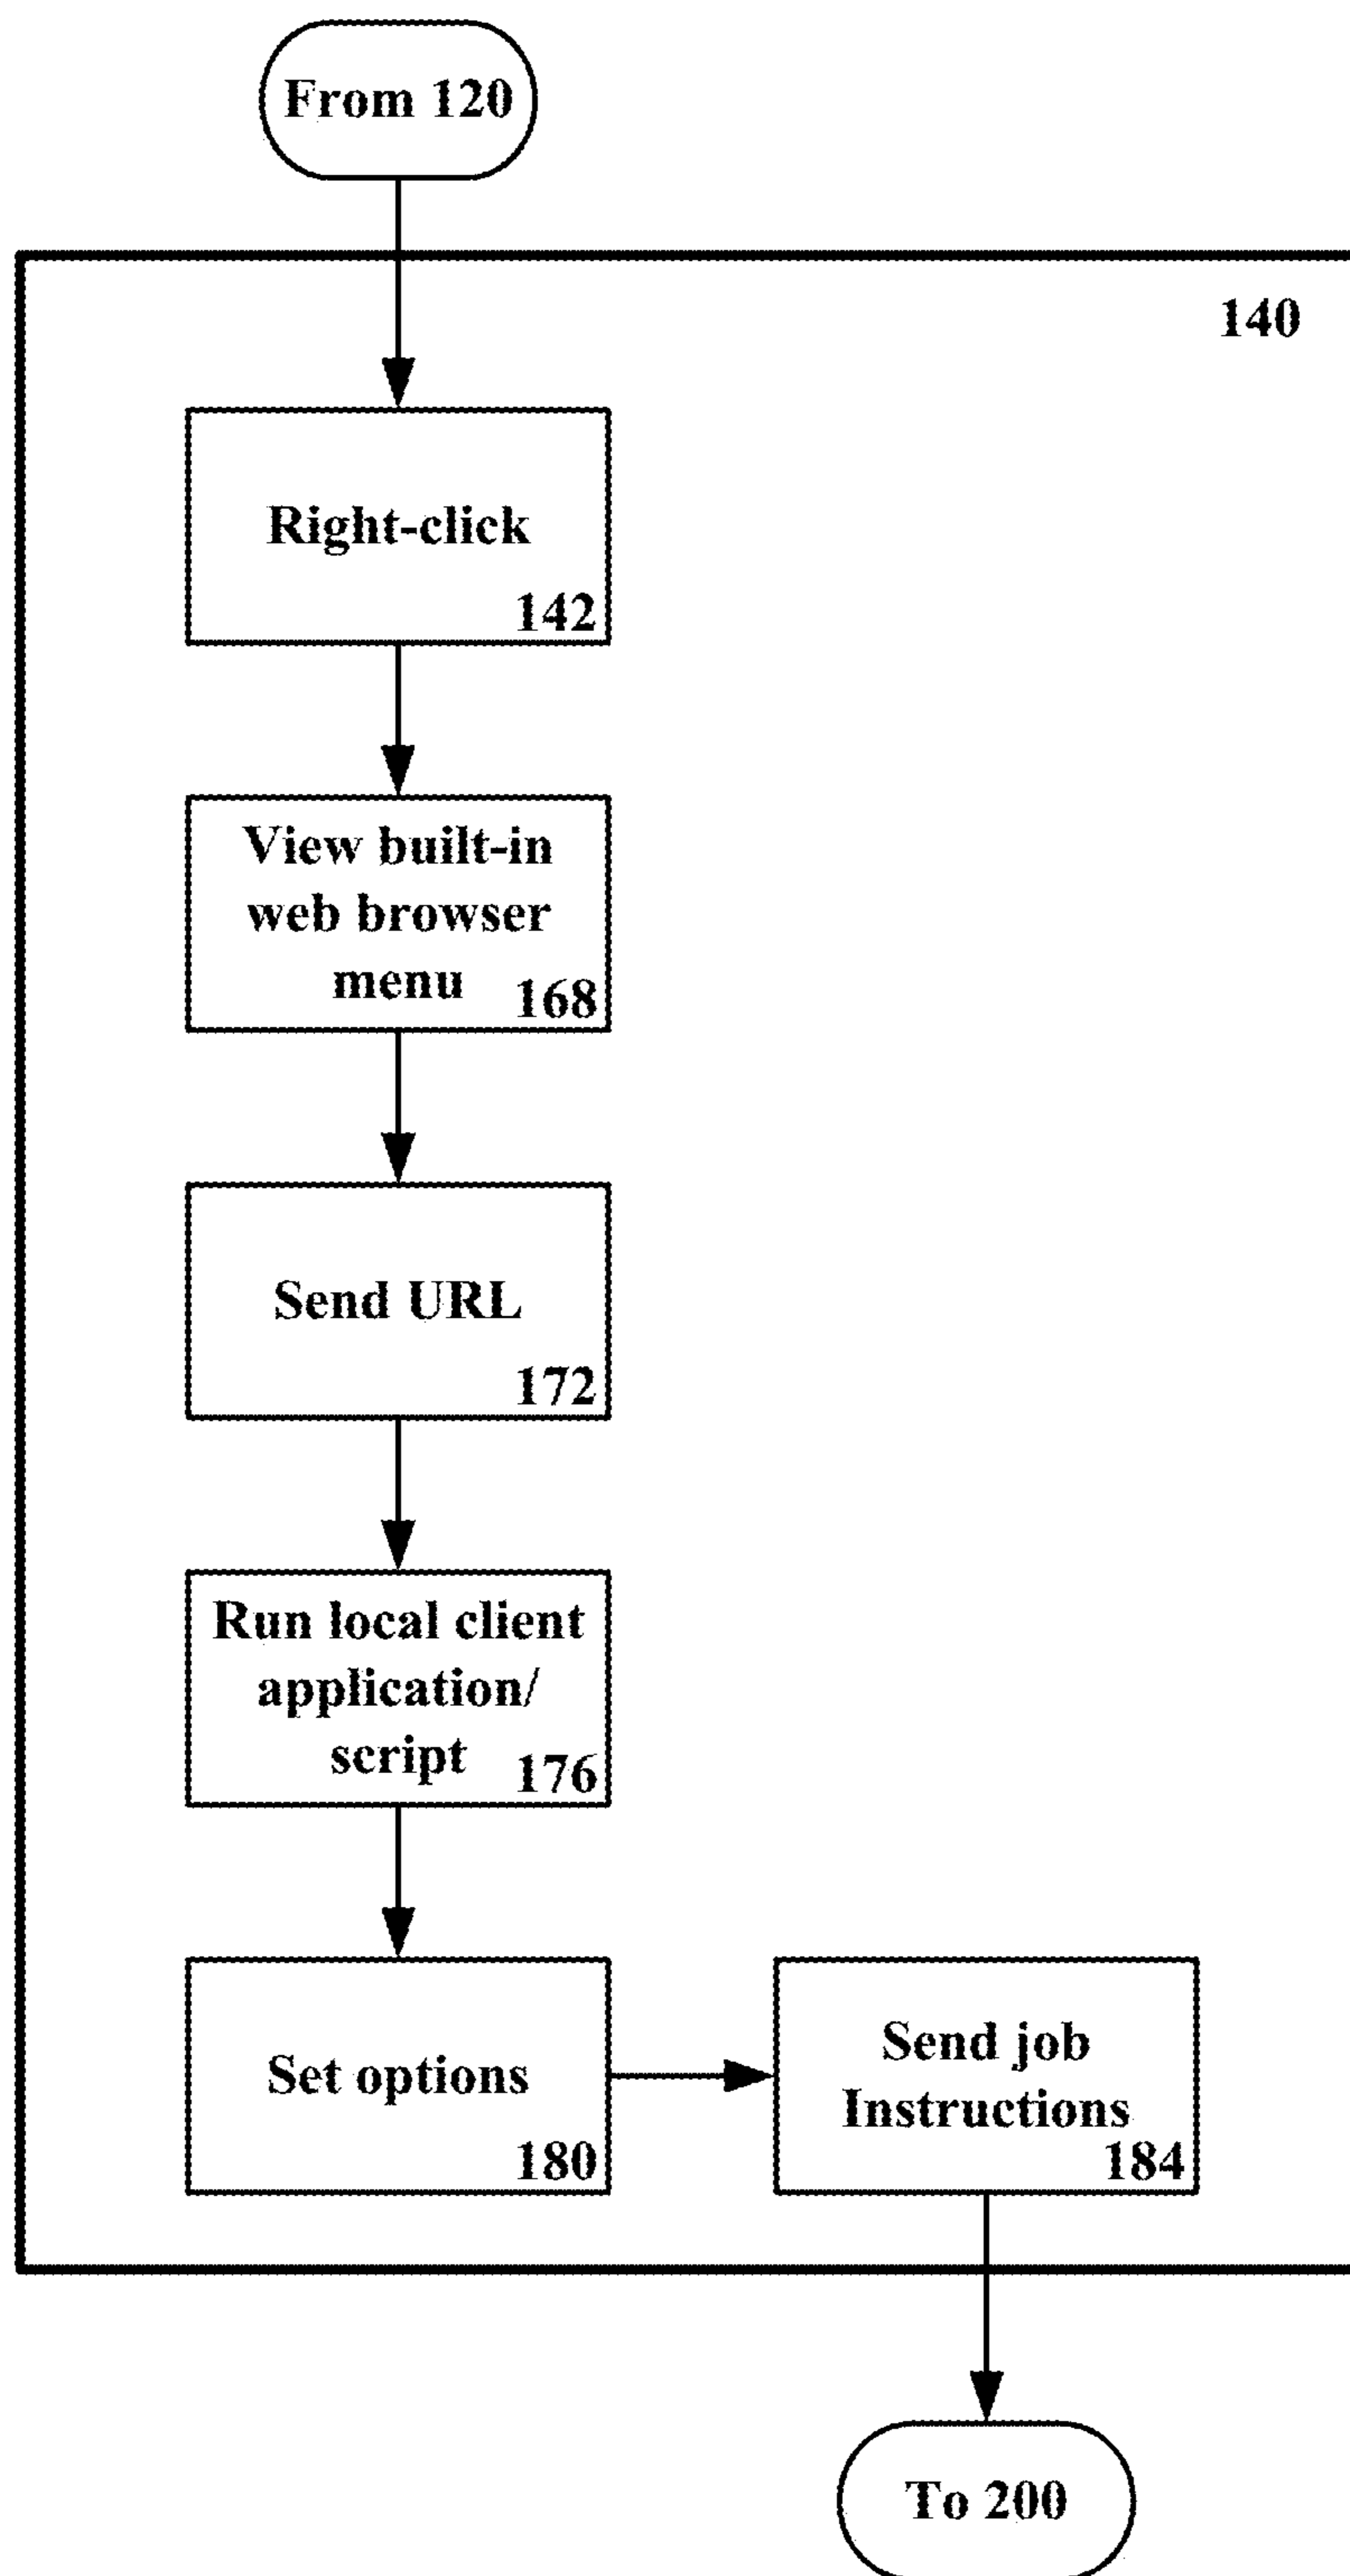 From 120
140
Right-click
142
View built-in
web browser
menu
168
Send URL
172
Run local client
application/
script
176
Set options
180
Send job
Instructions
184
To 200